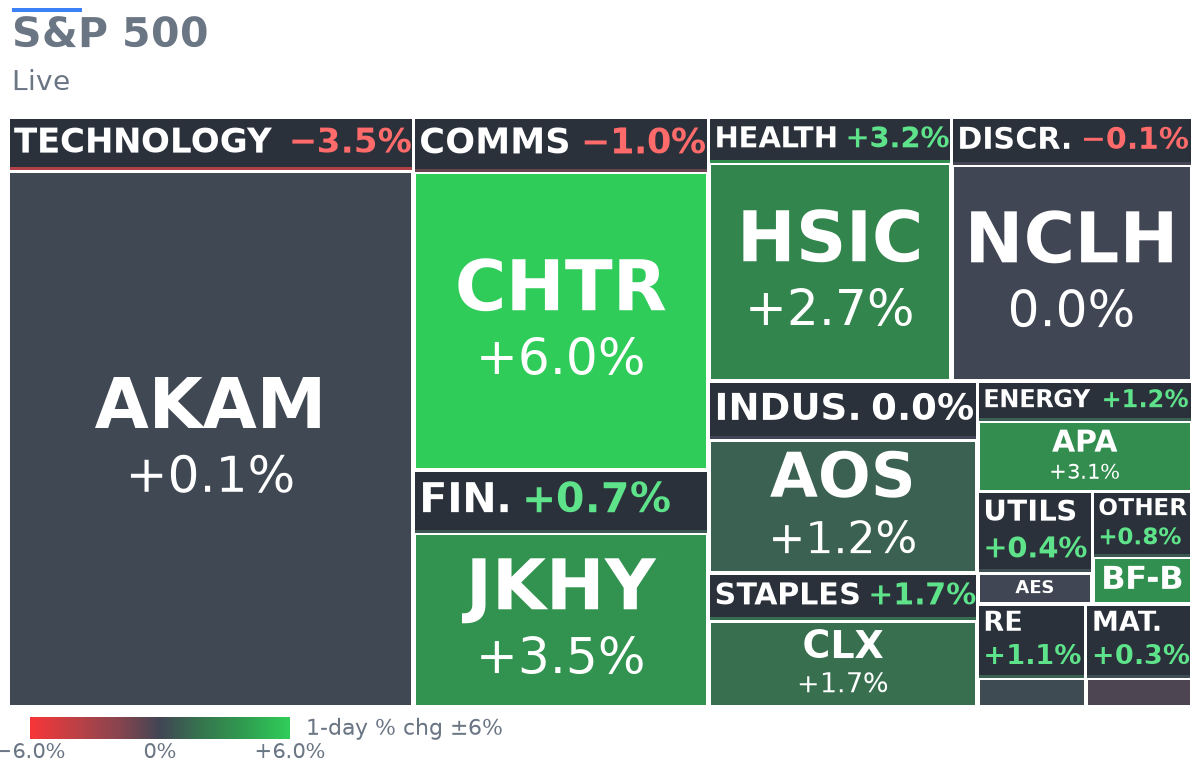 S&P 500
Live
TECHNOLOGY −3.5%
AKAM
+0.1%
COMMS −1.0%
CHTR
+6.0%
FIN. +0.7%
JKHY
+3.5%
HEALTH +3.2%
HSIC
+2.7%
DISCR. −0.1%
NCLH
0.0%
INDUS. 0.0%
AOS
+1.2%
STAPLES +1.7%
CLX
+1.7%
ENERGY +1.2%
APA
+3.1%
UTILS
+0.4%
AES
OTHER
+0.8%
BF-B
RE
+1.1%
MAT.
+0.3%
1-day % chg ±6%
−6.0% 0% +6.0%